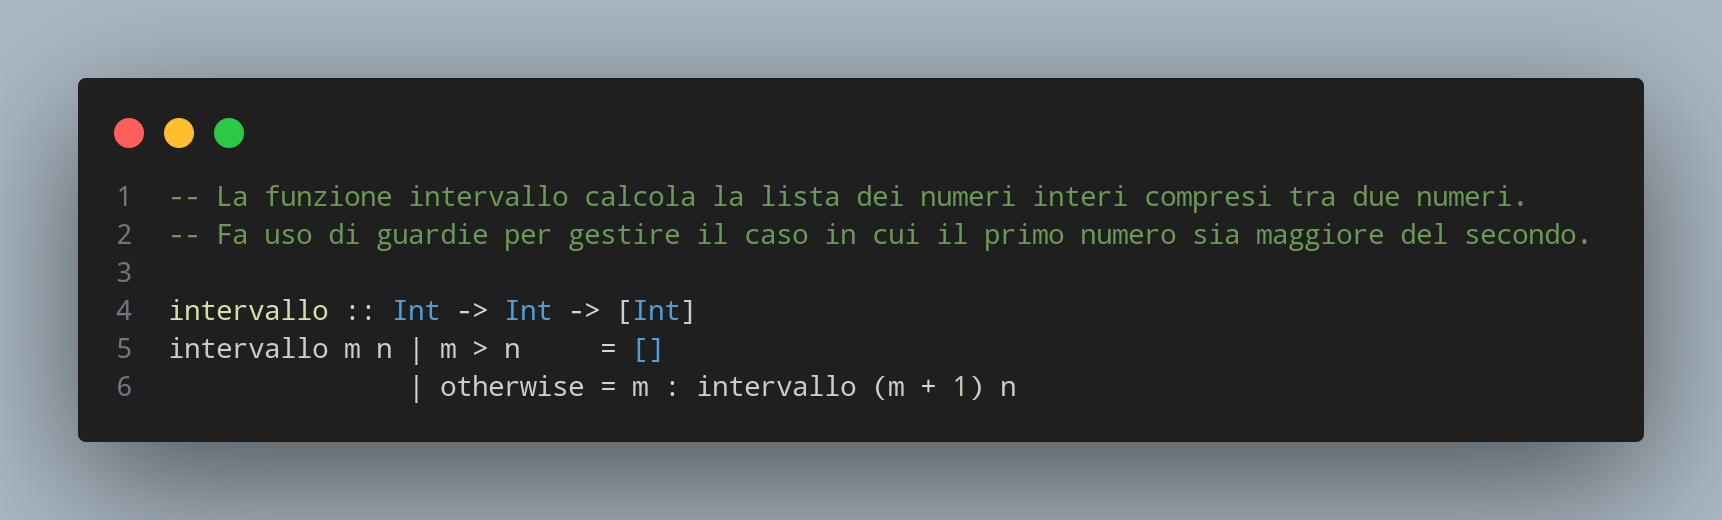 1 -- La funzione intervallo calcola la lista dei numeri interi compresi tra due numeri.
2 -- Fa uso di guardie per gestire il caso in cui il primo numero sia maggiore del secondo.
3
4 intervallo :: Int -> Int -> [Int]
5 intervallo m n | m > n     = []
6                | otherwise = m : intervallo (m + 1) n